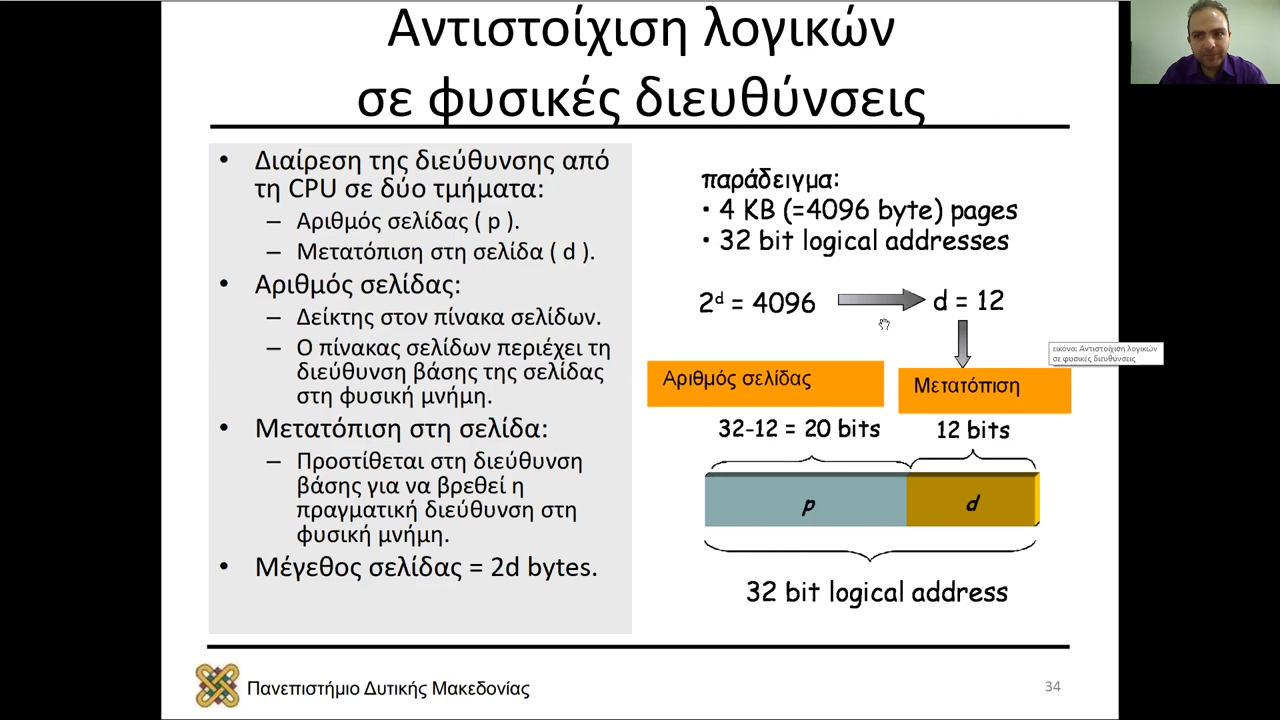 Αντιστοίχιση λογικών
σε φυσικές διευθύνσεις
• Διαίρεση της διεύθυνσης από
τη CPU σε δύο τμήματα:
– Αριθμός σελίδας ( p ).
– Μετατόπιση στη σελίδα ( d ).
• Αριθμός σελίδας:
– Δείκτης στον πίνακα σελίδων.
– Ο πίνακας σελίδων περιέχει τη
διεύθυνση βάσης της σελίδας
στη φυσική μνήμη.
• Μετατόπιση στη σελίδα:
– Προστίθεται στη διεύθυνση
βάσης για να βρεθεί η
πραγματική διεύθυνση στη
φυσική μνήμη.
• Μέγεθος σελίδας = 2d bytes.
παράδειγμα:
• 4 KB (=4096 byte) pages
• 32 bit logical addresses
2ᵈ = 4096
d = 12
εικόνα: Αντιστοίχιση λογικών
σε φυσικές διευθύνσεις
Αριθμός σελίδας
Μετατόπιση
32-12 = 20 bits
12 bits
p
d
32 bit logical address
Πανεπιστήμιο Δυτικής Μακεδονίας
34